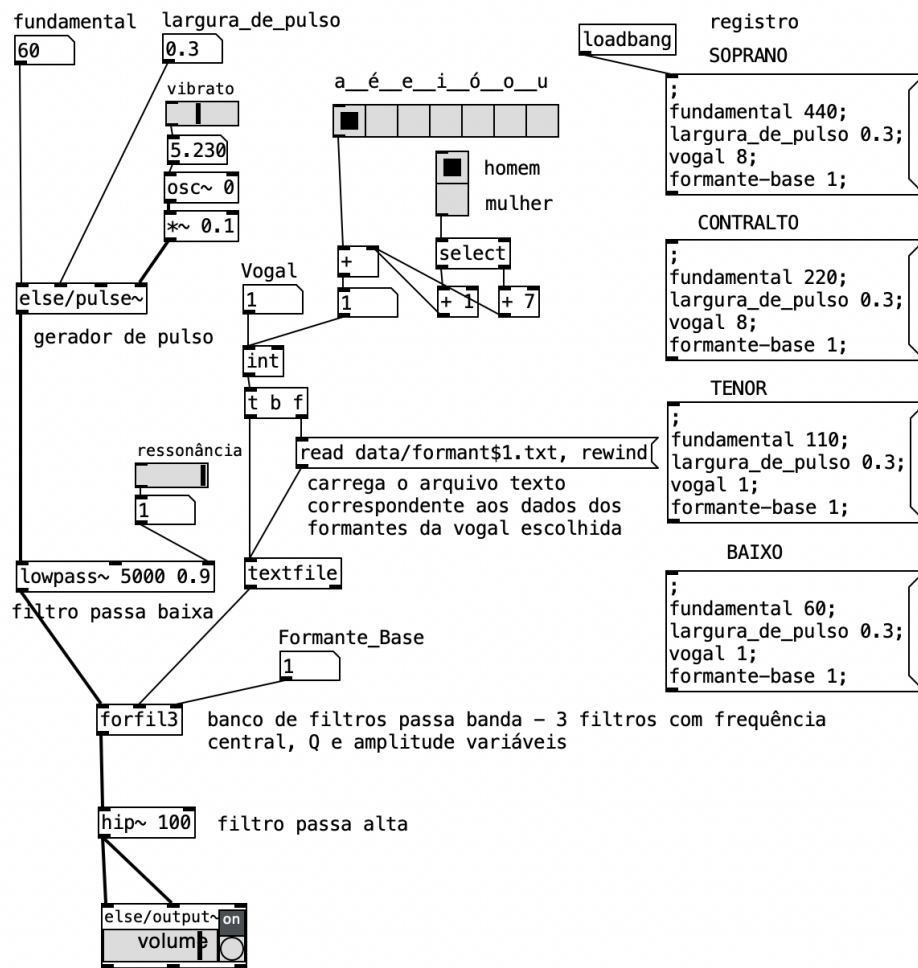 fundamental
60
largura_de_pulso
0.3
vibrato
5.230
osc~ 0
*~ 0.1
else/pulse~
gerador de pulso
a__é__e__i__ó__o__u
homem
mulher
select
+
1
+ 1
+ 7
Vogal
1
int
t b f
read data/formant$1.txt, rewind
carrega o arquivo texto
correspondente aos dados dos
formantes da vogal escolhida
ressonância
1
lowpass~ 5000 0.9
filtro passa baixa
textfile
Formante_Base
1
forfil3
banco de filtros passa banda – 3 filtros com frequência
central, Q e amplitude variáveis
hip~ 100
filtro passa alta
else/output~
on
volume
loadbang
registro
SOPRANO
;
fundamental 440;
largura_de_pulso 0.3;
vogal 8;
formante-base 1;
CONTRALTO
;
fundamental 220;
largura_de_pulso 0.3;
vogal 8;
formante-base 1;
TENOR
;
fundamental 110;
largura_de_pulso 0.3;
vogal 1;
formante-base 1;
BAIXO
;
fundamental 60;
largura_de_pulso 0.3;
vogal 1;
formante-base 1;